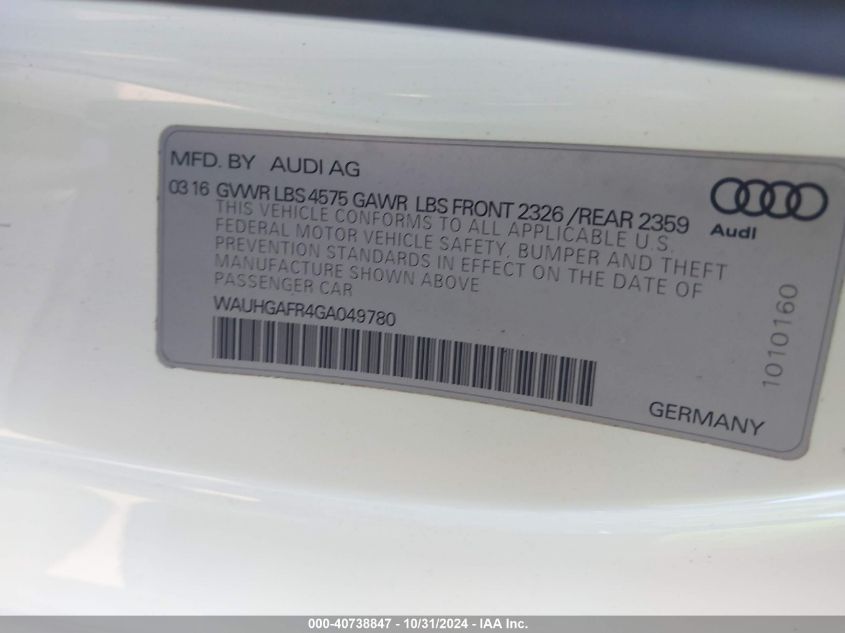 MFD. BY AUDI AG
03 16 GVWR LBS 4575 GAWR LBS FRONT 2326 /REAR 2359
THIS VEHICLE CONFORMS TO ALL APPLICABLE U.S.
FEDERAL MOTOR VEHICLE SAFETY, BUMPER AND THEFT
PREVENTION STANDARDS IN EFFECT ON THE DATE OF
MANUFACTURE SHOWN ABOVE
PASSENGER CAR
WAUHGAFR4GA049780
Audi
1010160
GERMANY
000-40738847 - 10/31/2024 - IAA Inc.